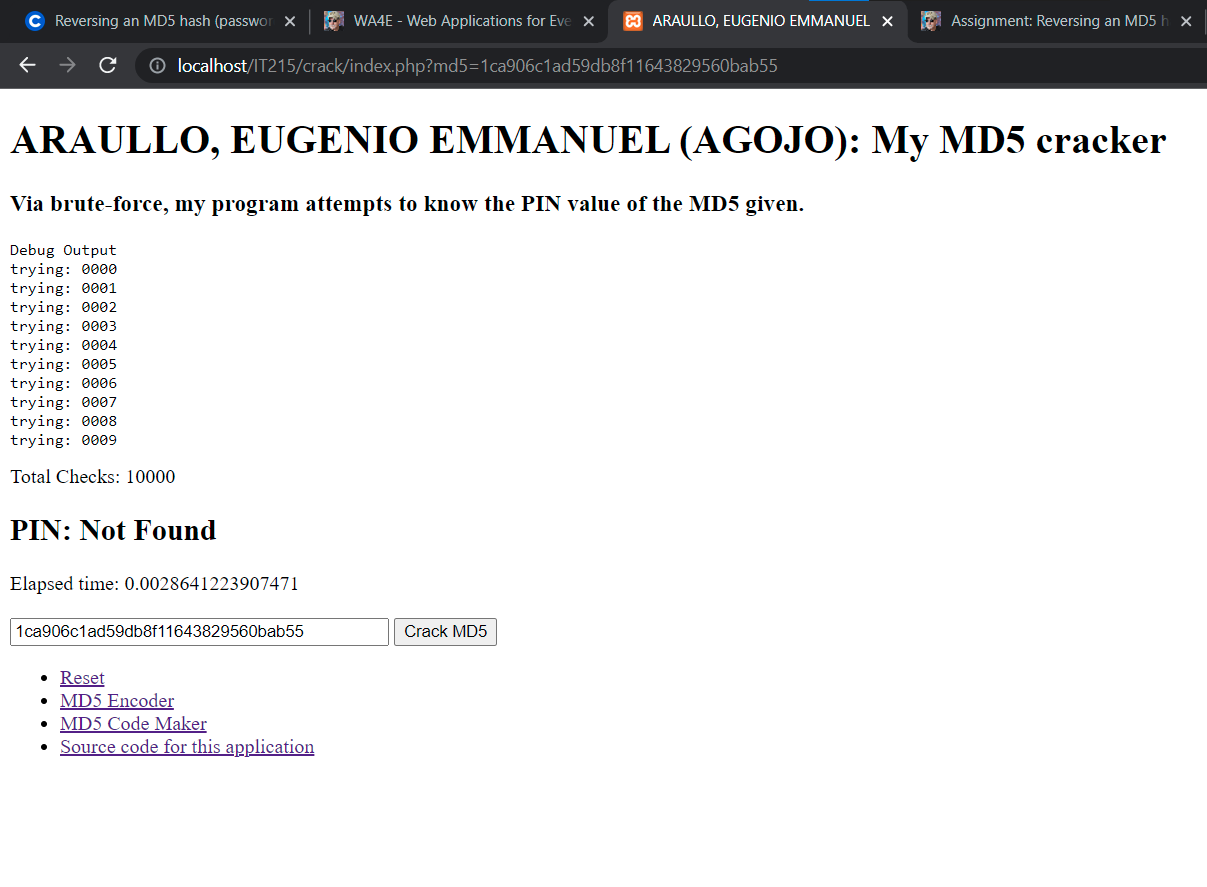 Reversing an MD5 hash (passwor
WA4E - Web Applications for Eve
ARAULLO, EUGENIO EMMANUEL
Assignment: Reversing an MD5 h
localhost/IT215/crack/index.php?md5=1ca906c1ad59db8f11643829560bab55
ARAULLO, EUGENIO EMMANUEL (AGOJO): My MD5 cracker
Via brute-force, my program attempts to know the PIN value of the MD5 given.
Debug Output
trying: 0000
trying: 0001
trying: 0002
trying: 0003
trying: 0004
trying: 0005
trying: 0006
trying: 0007
trying: 0008
trying: 0009
Total Checks: 10000
PIN: Not Found
Elapsed time: 0.0028641223907471
1ca906c1ad59db8f11643829560bab55 Crack MD5
Reset
MD5 Encoder
MD5 Code Maker
Source code for this application